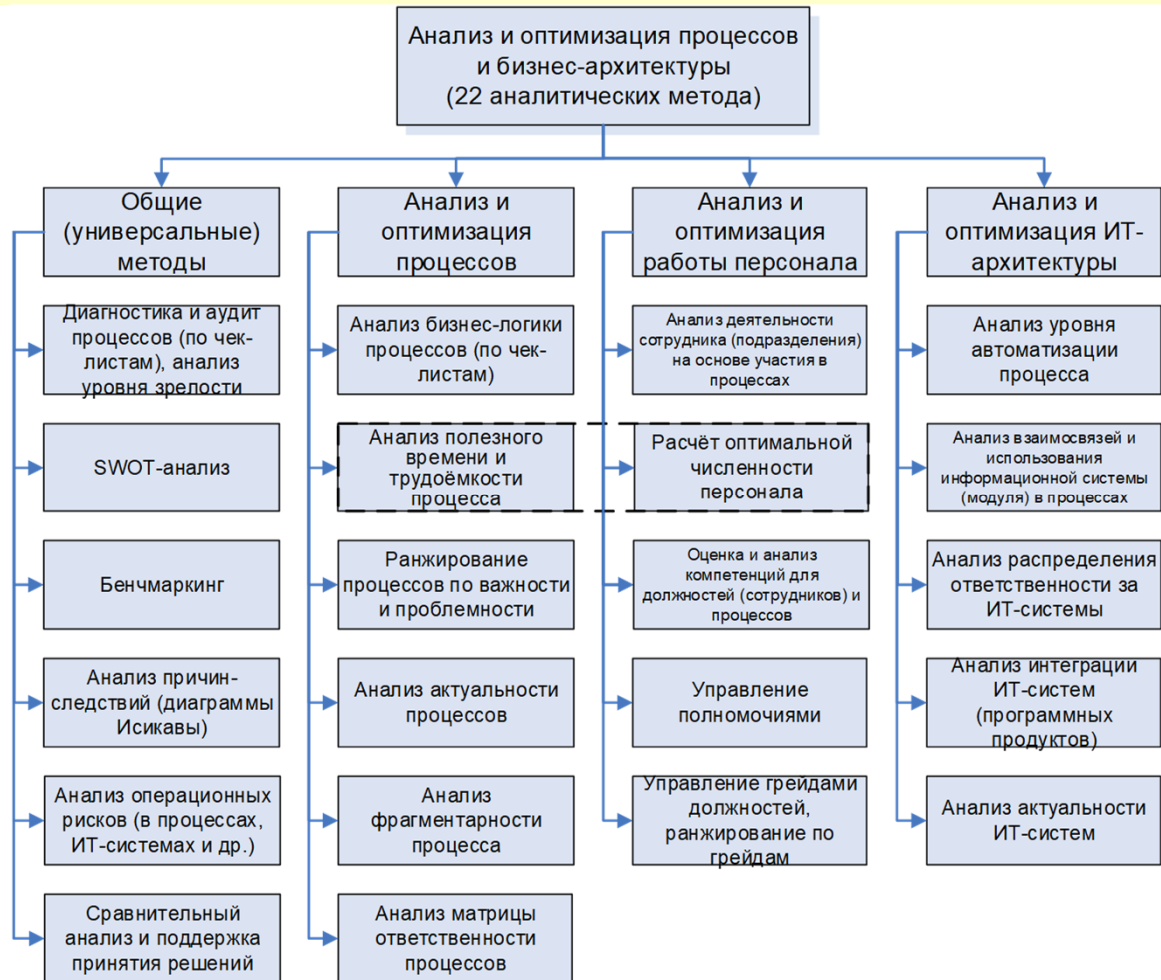 Анализ и оптимизация процессов
и бизнес-архитектуры
(22 аналитических метода)
Общие
(универсальные)
методы
Диагностика и аудит
процессов (по чек-
листам), анализ
уровня зрелости
SWOT-анализ
Бенчмаркинг
Анализ причин-
следствий (диаграммы
Исикавы)
Анализ операционных
рисков (в процессах,
ИТ-системах и др.)
Сравнительный
анализ и поддержка
принятия решений
Анализ и
оптимизация
процессов
Анализ бизнес-логики
процессов (по чек-
листам)
Анализ полезного
времени и
трудоёмкости
процесса
Ранжирование
процессов по важности
и проблемности
Анализ актуальности
процессов
Анализ
фрагментарности
процесса
Анализ матрицы
ответственности
процессов
Анализ и
оптимизация
работы персонала
Анализ деятельности
сотрудника (подразделения)
на основе участия в
процессах
Расчёт оптимальной
численности
персонала
Оценка и анализ
компетенций для
должностей (сотрудников) и
процессов
Управление
полномочиями
Управление грейдами
должностей,
ранжирование по
грейдам
Анализ и
оптимизация ИТ-
архитектуры
Анализ уровня
автоматизации
процесса
Анализ взаимосвязей и
использования
информационной системы
(модуля) в процессах
Анализ распределения
ответственности за
ИТ-системы
Анализ интеграции
ИТ-систем
(программных
продуктов)
Анализ актуальности
ИТ-систем